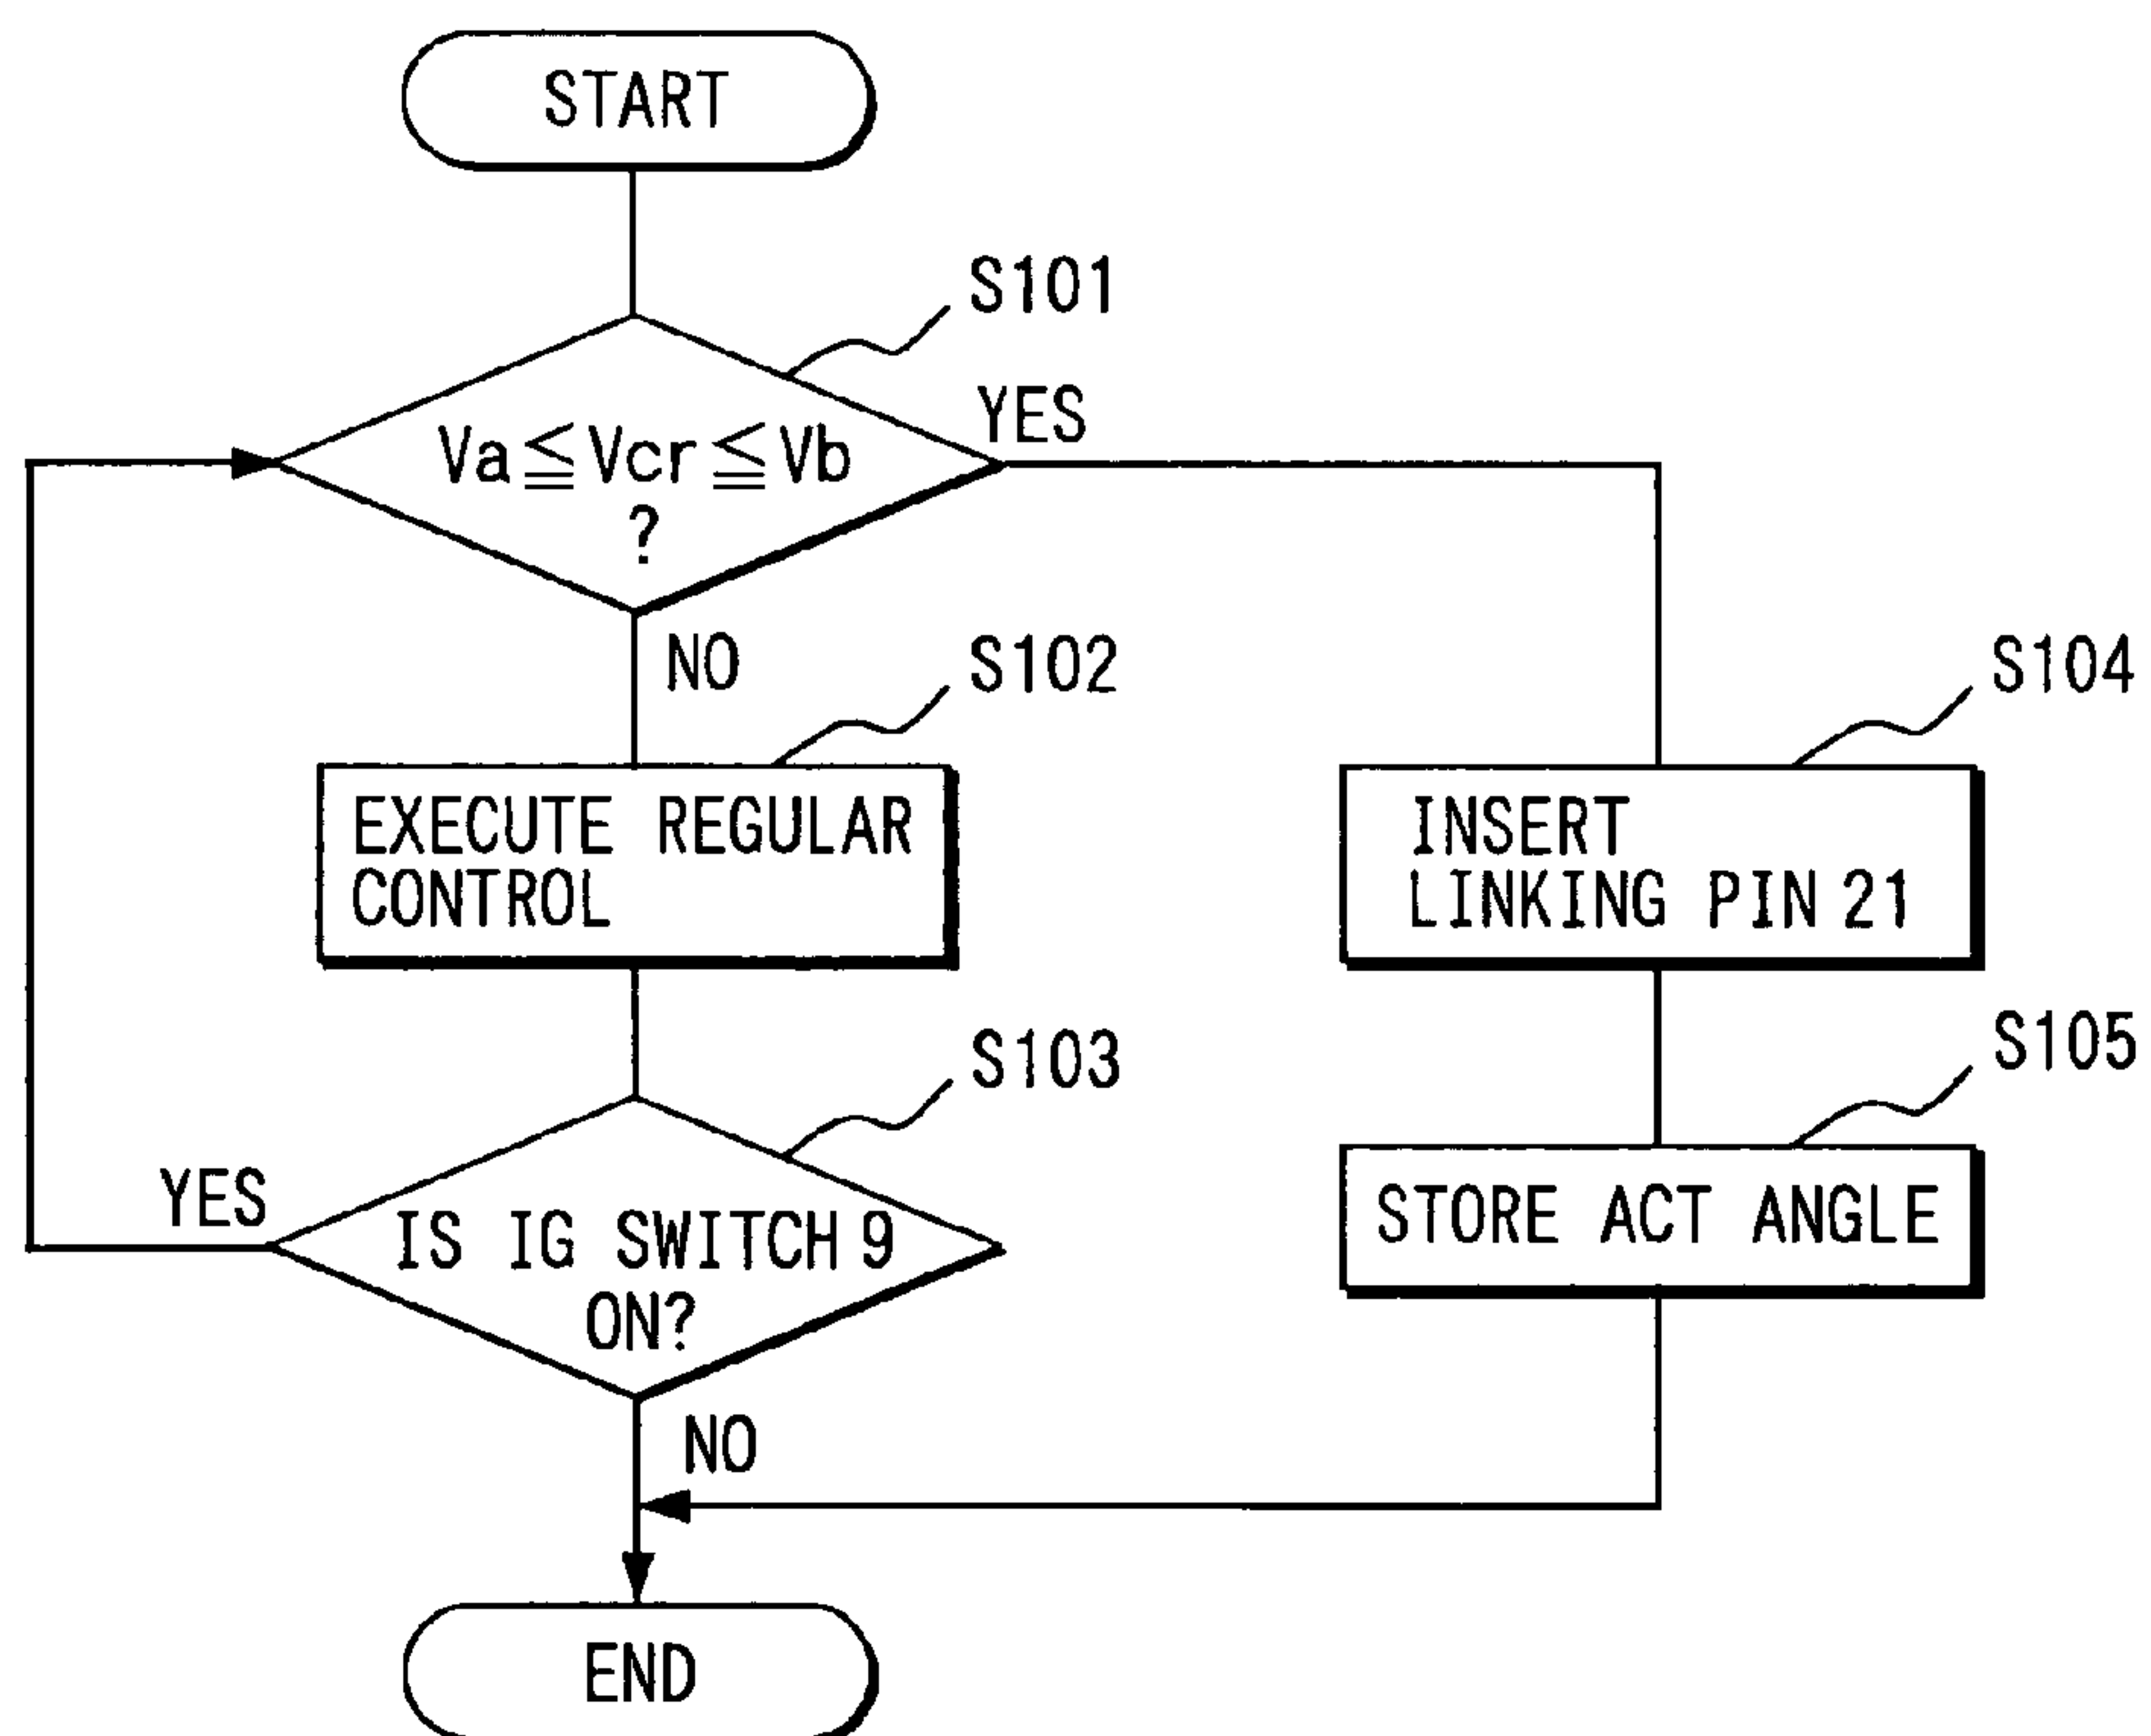 START
S101
YES
Va≦Vcr≦Vb
?
NO
S102
S104
EXECUTE REGULAR
CONTROL
INSERT
LINKING PIN 21
S103
S105
YES
IS IG SWITCH 9
ON?
STORE ACT ANGLE
NO
END